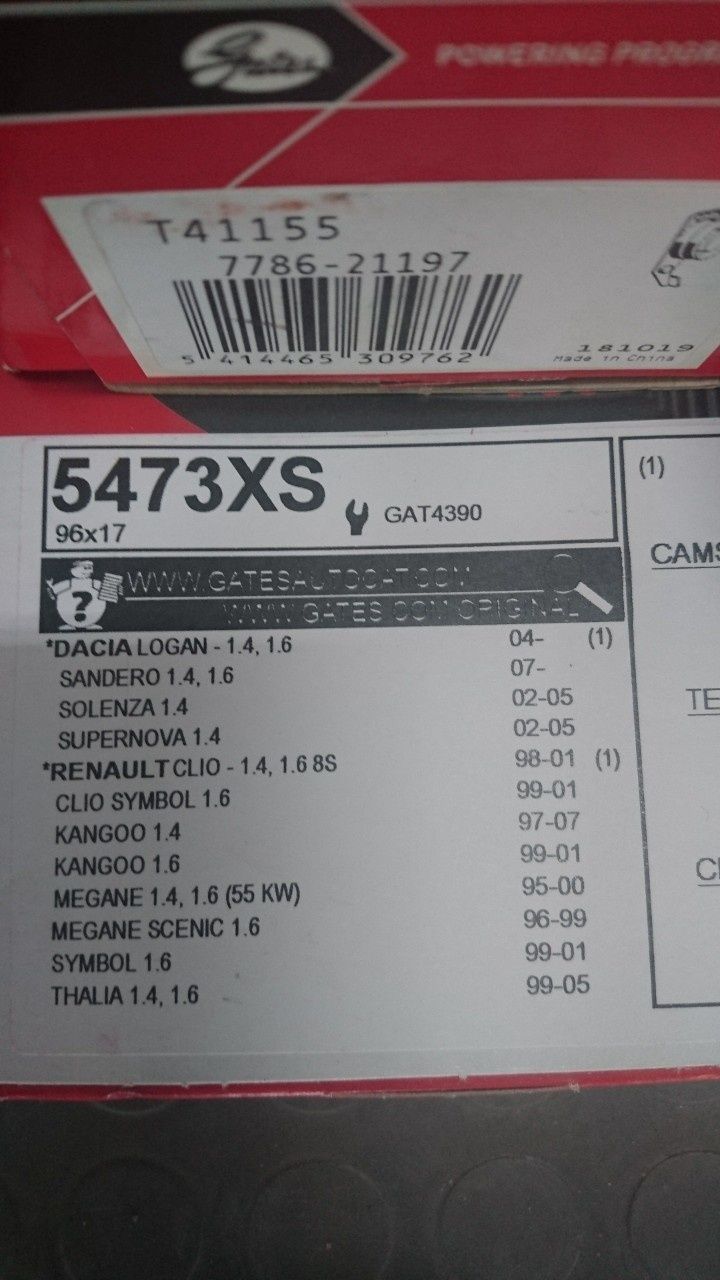 Gates
POWERING PROGR
T41155
7786-21197
5 414465 309762
181019
Made in China
5473XS
96x17
GAT4390
(1)
CAMS
WWW.GATESAUTOCAT.COM
WWW.GATES.COM/ORIGINAL
*DACIA LOGAN - 1.4, 1.6 04- (1)
SANDERO 1.4, 1.6 07-
SOLENZA 1.4 02-05
SUPERNOVA 1.4 02-05
*RENAULT CLIO - 1.4, 1.6 8S 98-01 (1)
CLIO SYMBOL 1.6 99-01
KANGOO 1.4 97-07
KANGOO 1.6 99-01
MEGANE 1.4, 1.6 (55 KW) 95-00
MEGANE SCENIC 1.6 96-99
SYMBOL 1.6 99-01
THALIA 1.4, 1.6 99-05
TE